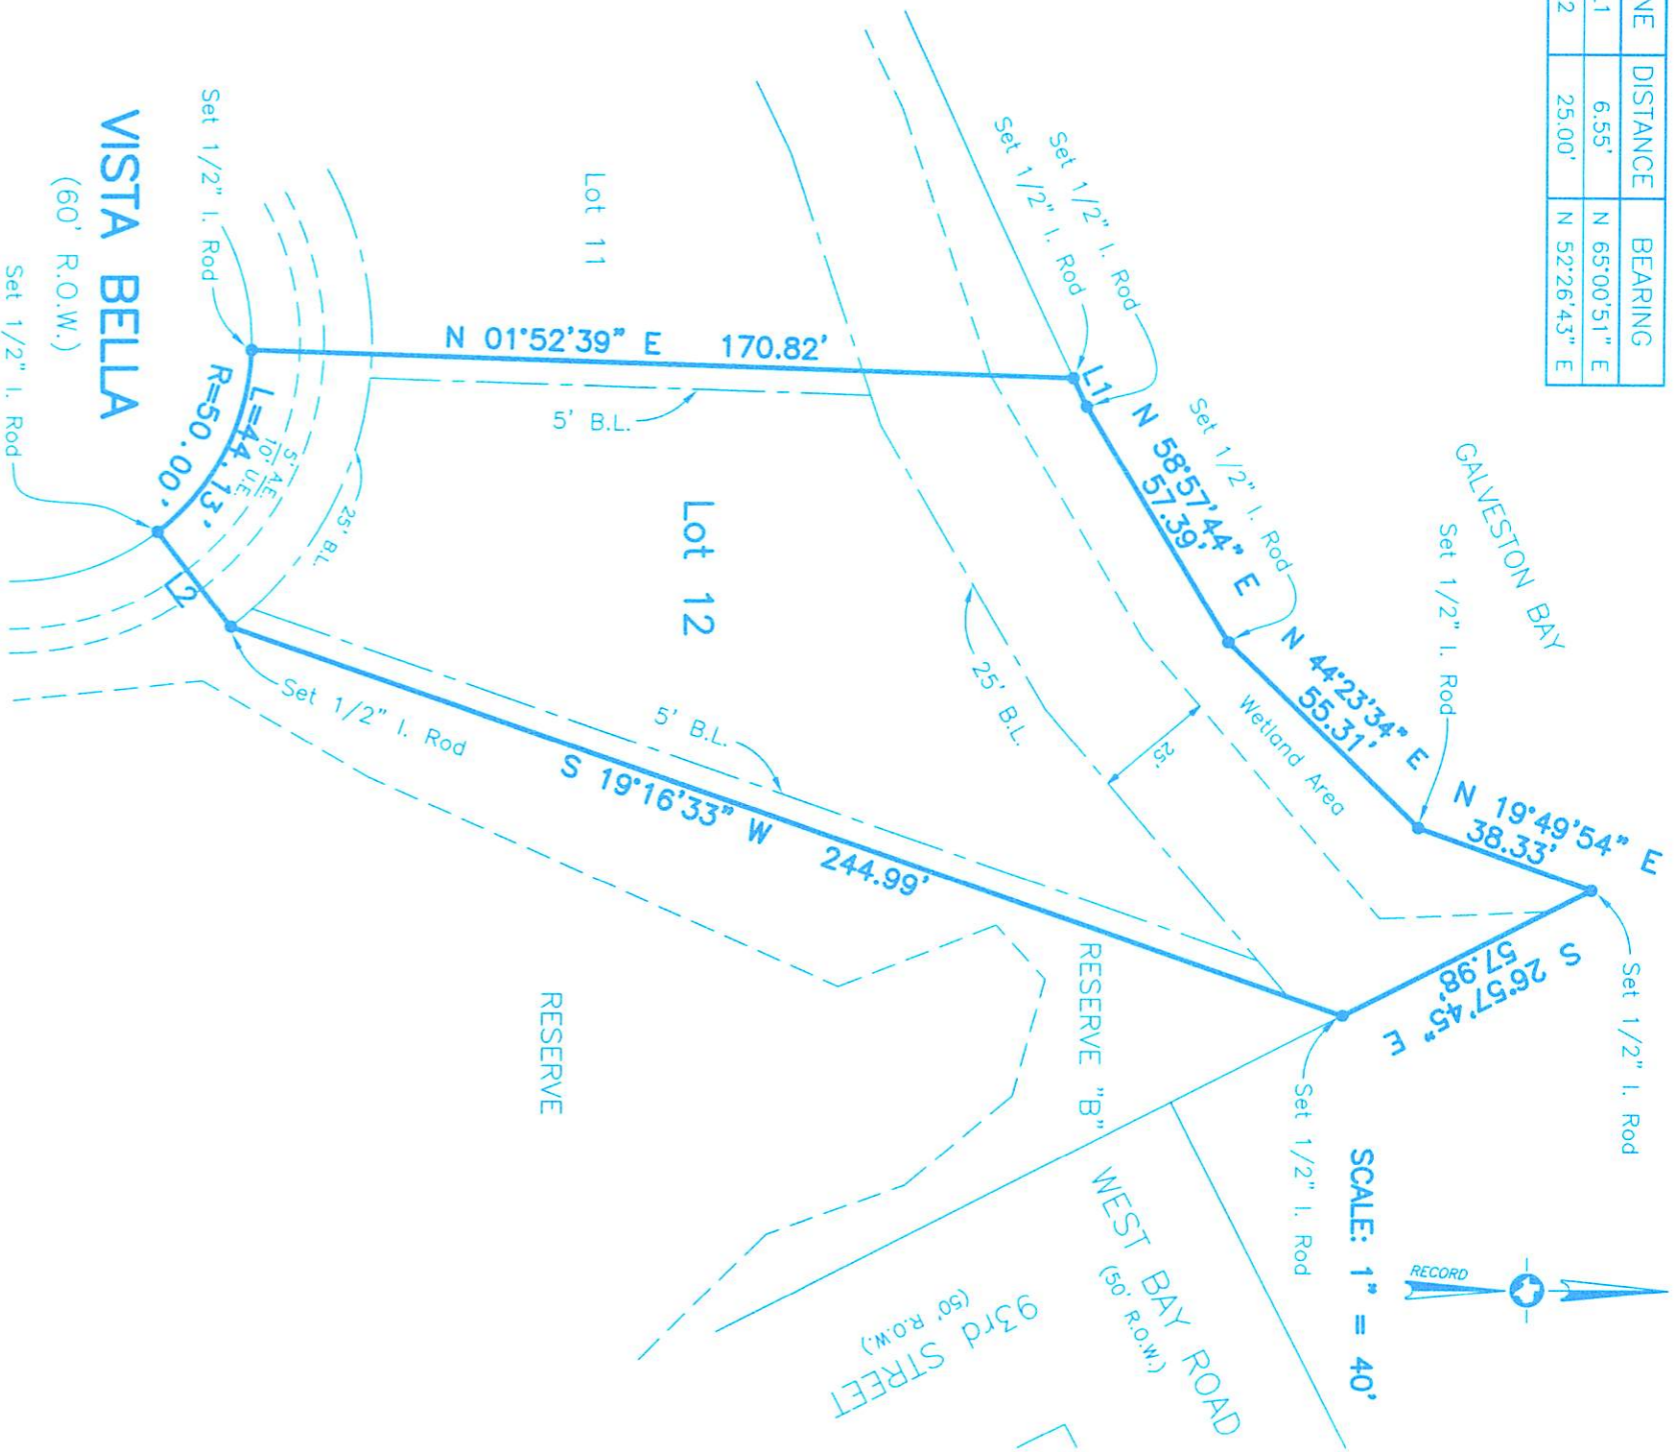 NE DISTANCE BEARING
.1 6.55' N 65°00'51" E
2 25.00' N 52°26'43" E
GALVESTON BAY
Set 1/2" I. Rod
Set 1/2" I. Rod
Set 1/2" I. Rod
Set 1/2" I. Rod
Set 1/2" I. Rod
L1
N 58°57'44" E
57.39'
N 44°23'34" E
55.31'
N 19°49'54" E
38.33'
S 26°57'45" E
57.98'
Wetland Area
25'
25' B.L.
Set 1/2" I. Rod
SCALE: 1" = 40'
RECORD
WEST BAY ROAD
(50' R.O.W.)
93rd STREET
(50' R.O.W.)
RESERVE "B"
RESERVE
Lot 11
N 01°52'39" E 170.82'
5' B.L.
Lot 12
5' B.L.
S 19°16'33" W 244.99'
Set 1/2" I. Rod
25' B.L.
5' A.E.
10' U.E.
L=44.13'
R=50.00'
L2
Set 1/2" I. Rod
VISTA BELLA
(60' R.O.W.)
Set 1/2" I. Rod